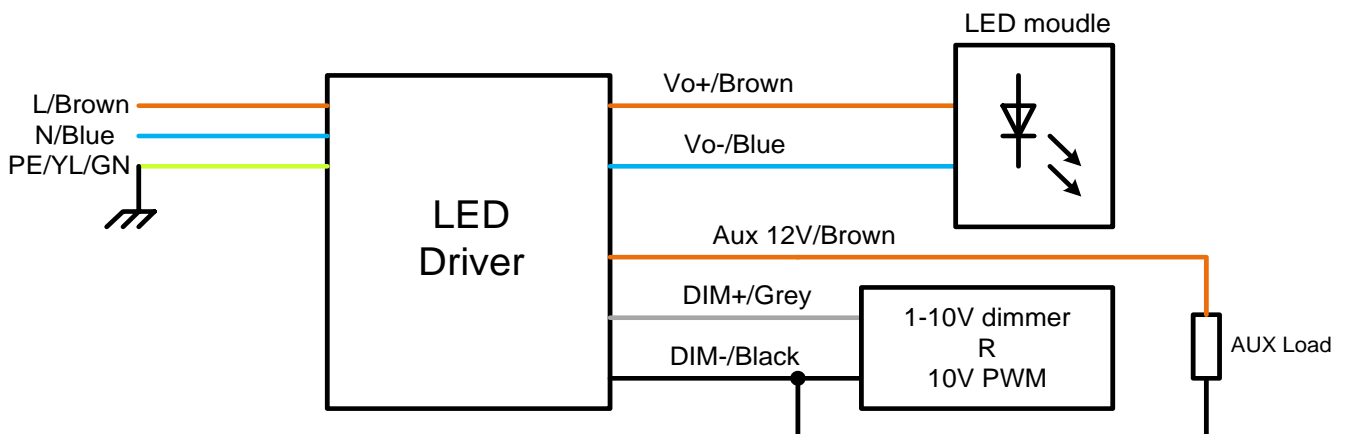 LED moudle
L/Brown
N/Blue
PE/YL/GN
LED
Driver
Vo+/Brown
Vo-/Blue
Aux 12V/Brown
DIM+/Grey
DIM-/Black
1-10V dimmer
R
10V PWM
AUX Load